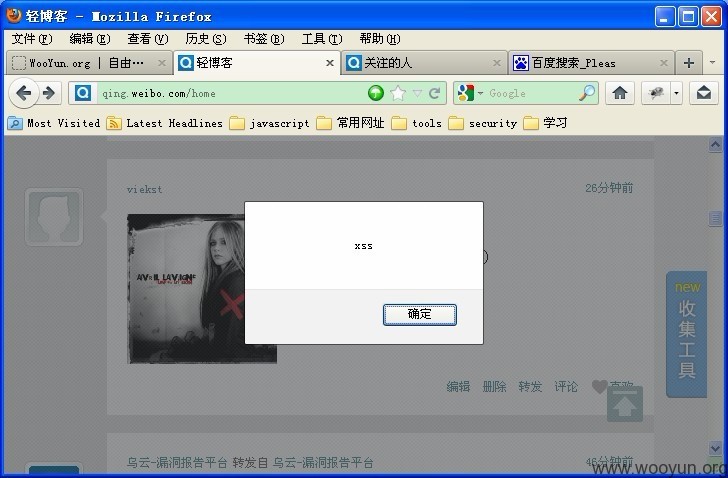 轻博客 - Mozilla Firefox
文件(F) 编辑(E) 查看(V) 历史(S) 书签(B) 工具(T) 帮助(H)
WooYun.org | 自由... 轻博客 关注的人 百度搜索_Pleas
qing.weibo.com/home Google
Most Visited Latest Headlines javascript 常用网址 tools security 学习
viekst 26分钟前
AVRIL LAVIGNE
xss
确定
new
收集工具
编辑 删除 转发 评论 喜欢
乌云-漏洞报告平台 转发自 乌云-漏洞报告平台 46分钟前
www.wooyun.org